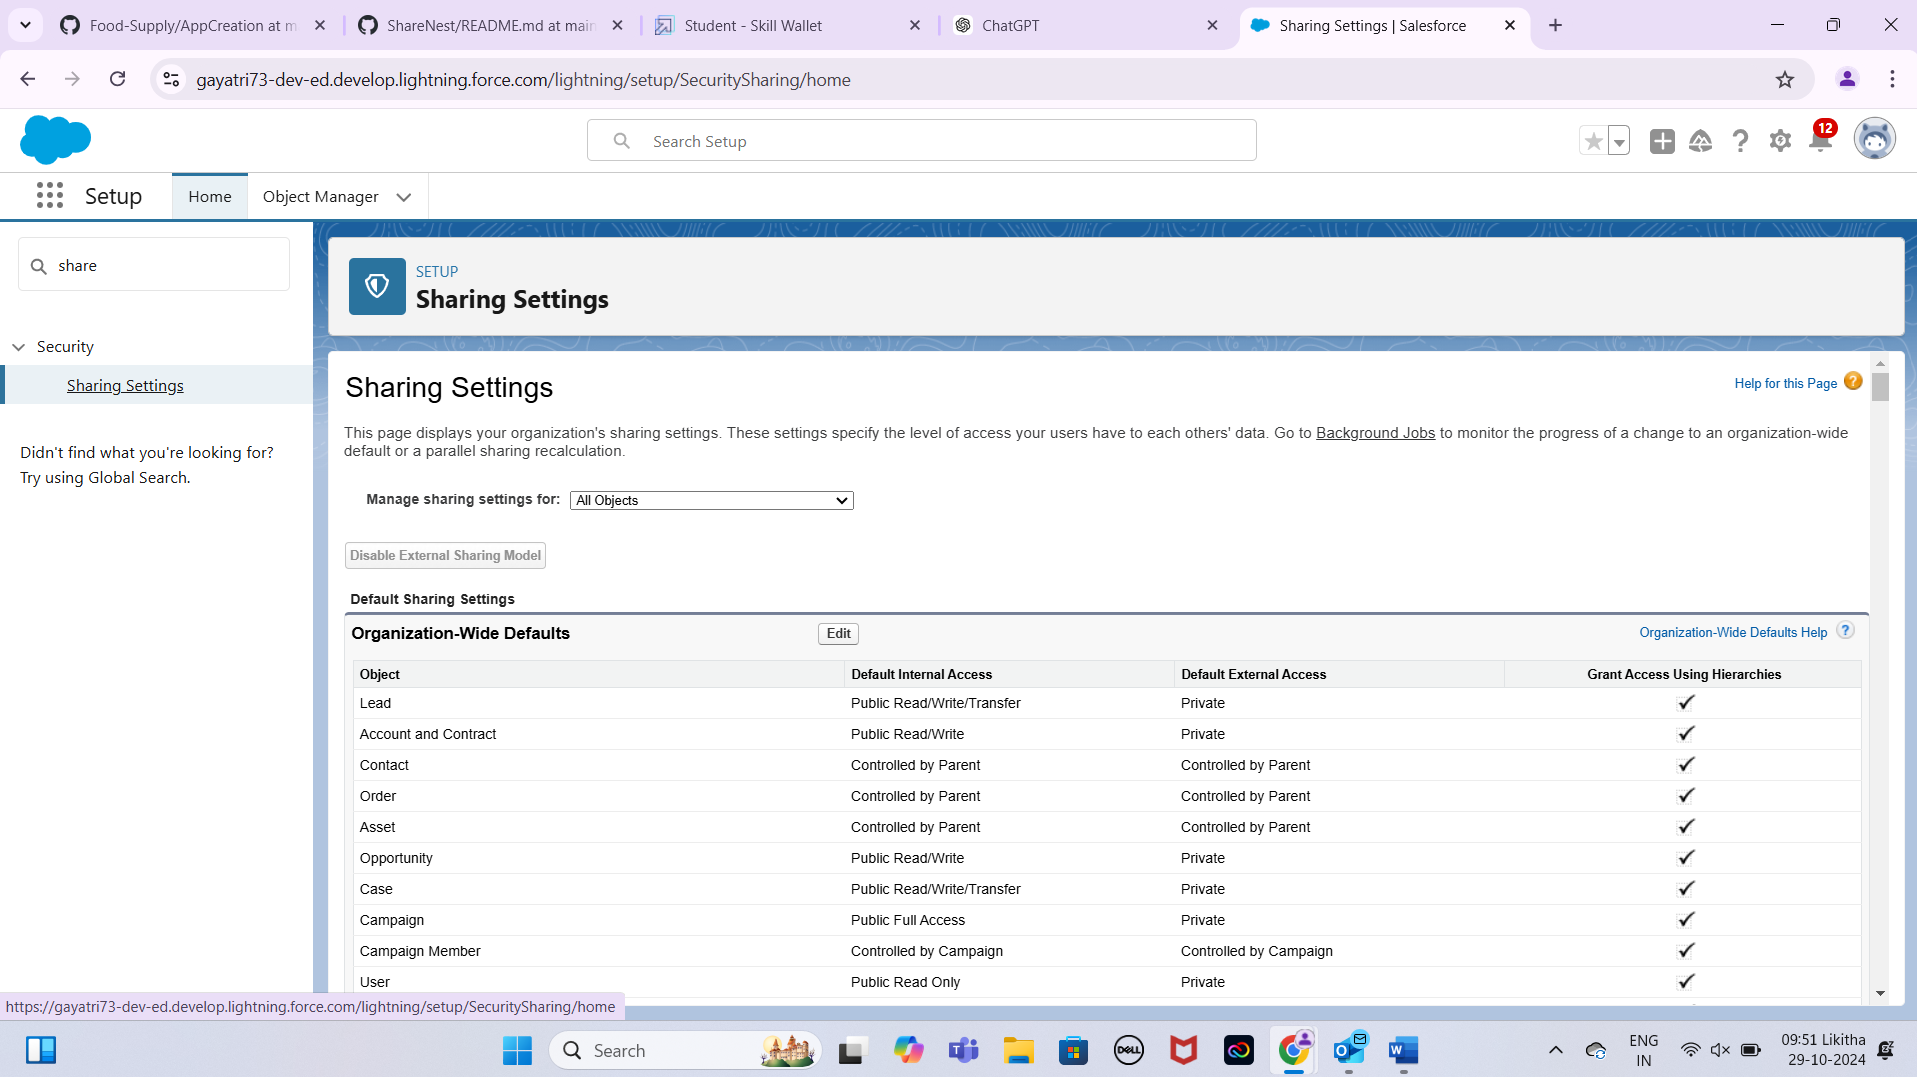 Food-Supply/AppCreation at m
ShareNest/README.md at main
Student - Skill Wallet
ChatGPT
Sharing Settings | Salesforce
gayatri73-dev-ed.develop.lightning.force.com/lightning/setup/SecuritySharing/home
Search Setup
12
Setup
Home
Object Manager
share
Security
Sharing Settings
Didn't find what you're looking for?
Try using Global Search.
SETUP
Sharing Settings
Sharing Settings
Help for this Page ?
This page displays your organization's sharing settings. These settings specify the level of access your users have to each others' data. Go to Background Jobs to monitor the progress of a change to an organization-wide
default or a parallel sharing recalculation.
Manage sharing settings for: All Objects
Disable External Sharing Model
Default Sharing Settings
Organization-Wide Defaults Edit Organization-Wide Defaults Help ?
Object Default Internal Access Default External Access Grant Access Using Hierarchies
Lead Public Read/Write/Transfer Private
Account and Contract Public Read/Write Private
Contact Controlled by Parent Controlled by Parent
Order Controlled by Parent Controlled by Parent
Asset Controlled by Parent Controlled by Parent
Opportunity Public Read/Write Private
Case Public Read/Write/Transfer Private
Campaign Public Full Access Private
Campaign Member Controlled by Campaign Controlled by Campaign
User Public Read Only Private
https://gayatri73-dev-ed.develop.lightning.force.com/lightning/setup/SecuritySharing/home
Search
DELL
ENG
IN
09:51 Likitha
29-10-2024